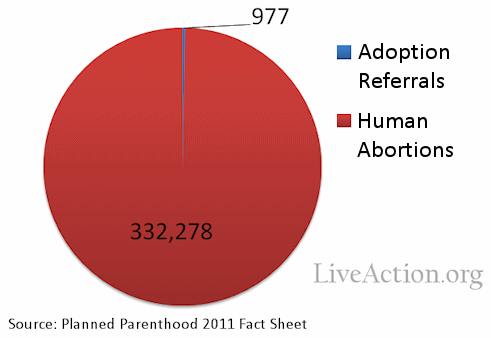 977
Adoption
Referrals
Human
Abortions
332,278
LiveAction.org
Source: Planned Parenthood 2011 Fact Sheet